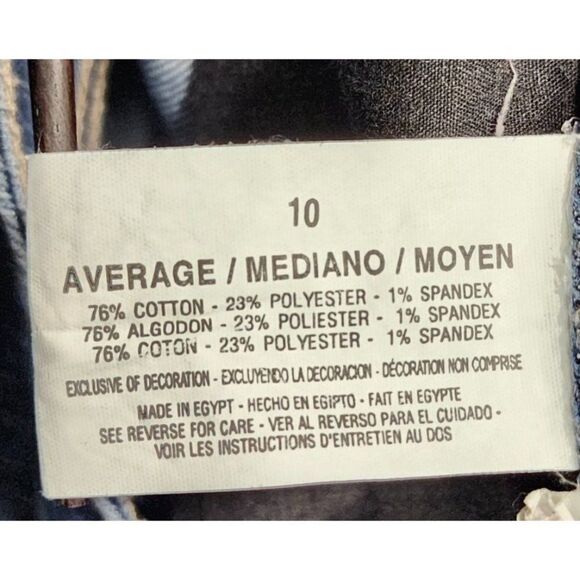 10
AVERAGE / MEDIANO / MOYEN
76% COTTON - 23% POLYESTER - 1% SPANDEX
76% ALGODON - 23% POLIESTER - 1% SPANDEX
76% COTON - 23% POLYESTER - 1% SPANDEX
EXCLUSIVE OF DECORATION - EXCLUYENDO LA DECORACION - DÉCORATION NON COMPRISE
MADE IN EGYPT - HECHO EN EGIPTO - FAIT EN EGYPTE
SEE REVERSE FOR CARE - VER AL REVERSO PARA EL CUIDADO -
VOIR LES INSTRUCTIONS D'ENTRETIEN AU DOS